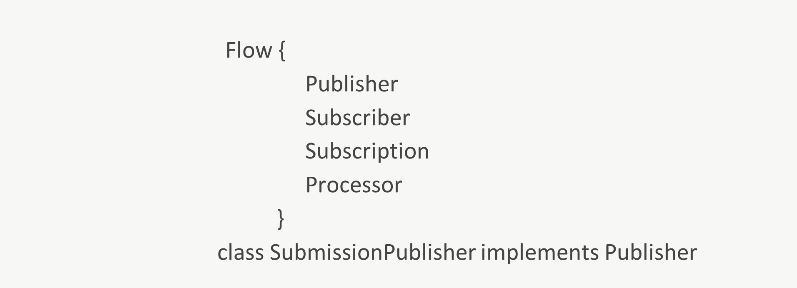 Flow {
Publisher
Subscriber
Subscription
Processor
}
class SubmissionPublisher implements Publisher